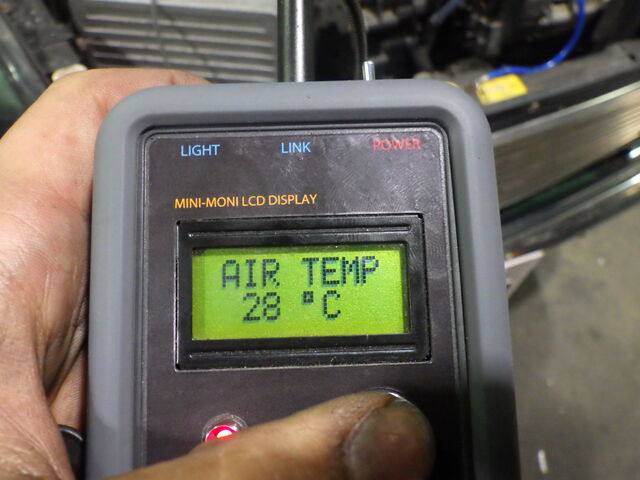 LIGHT LINK POWER
MINI-MONI LCD DISPLAY
AIR TEMP
28 °C